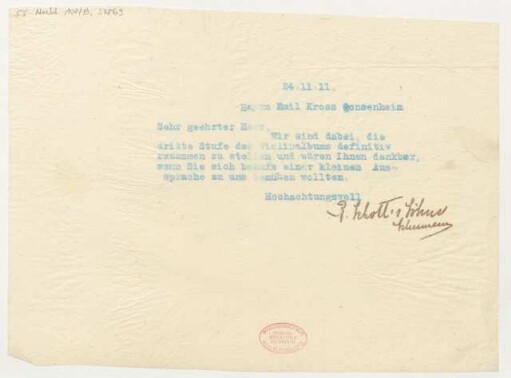 55 Nachl
24.11.11.
Herrn Emil Kross Gonsenheim
Sehr geehrter Herr,
Wir sind dabei, die
dritte Stufe des Violinalbums definitiv
zusammen zu stellen und wären Ihnen dankbar,
wenn Sie sich behufs einer kleinen Aus-
sprache zu uns bemühen wollten.
Hochachtungsvoll
B. Schott's Söhne